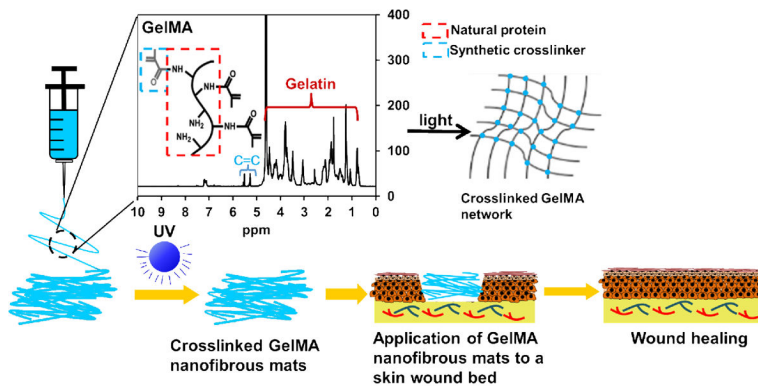 GelMA
NH
O
NH
O
NH₂
NH
O
NH₂
Gelatin
C=C
400
300
200
100
0
10 9 8 7 6 5 4 3 2 1 0
ppm
Natural protein
Synthetic crosslinker
light
Crosslinked GelMA
network
UV
Crosslinked GelMA
nanofibrous mats
Application of GelMA
nanofibrous mats to a
skin wound bed
Wound healing